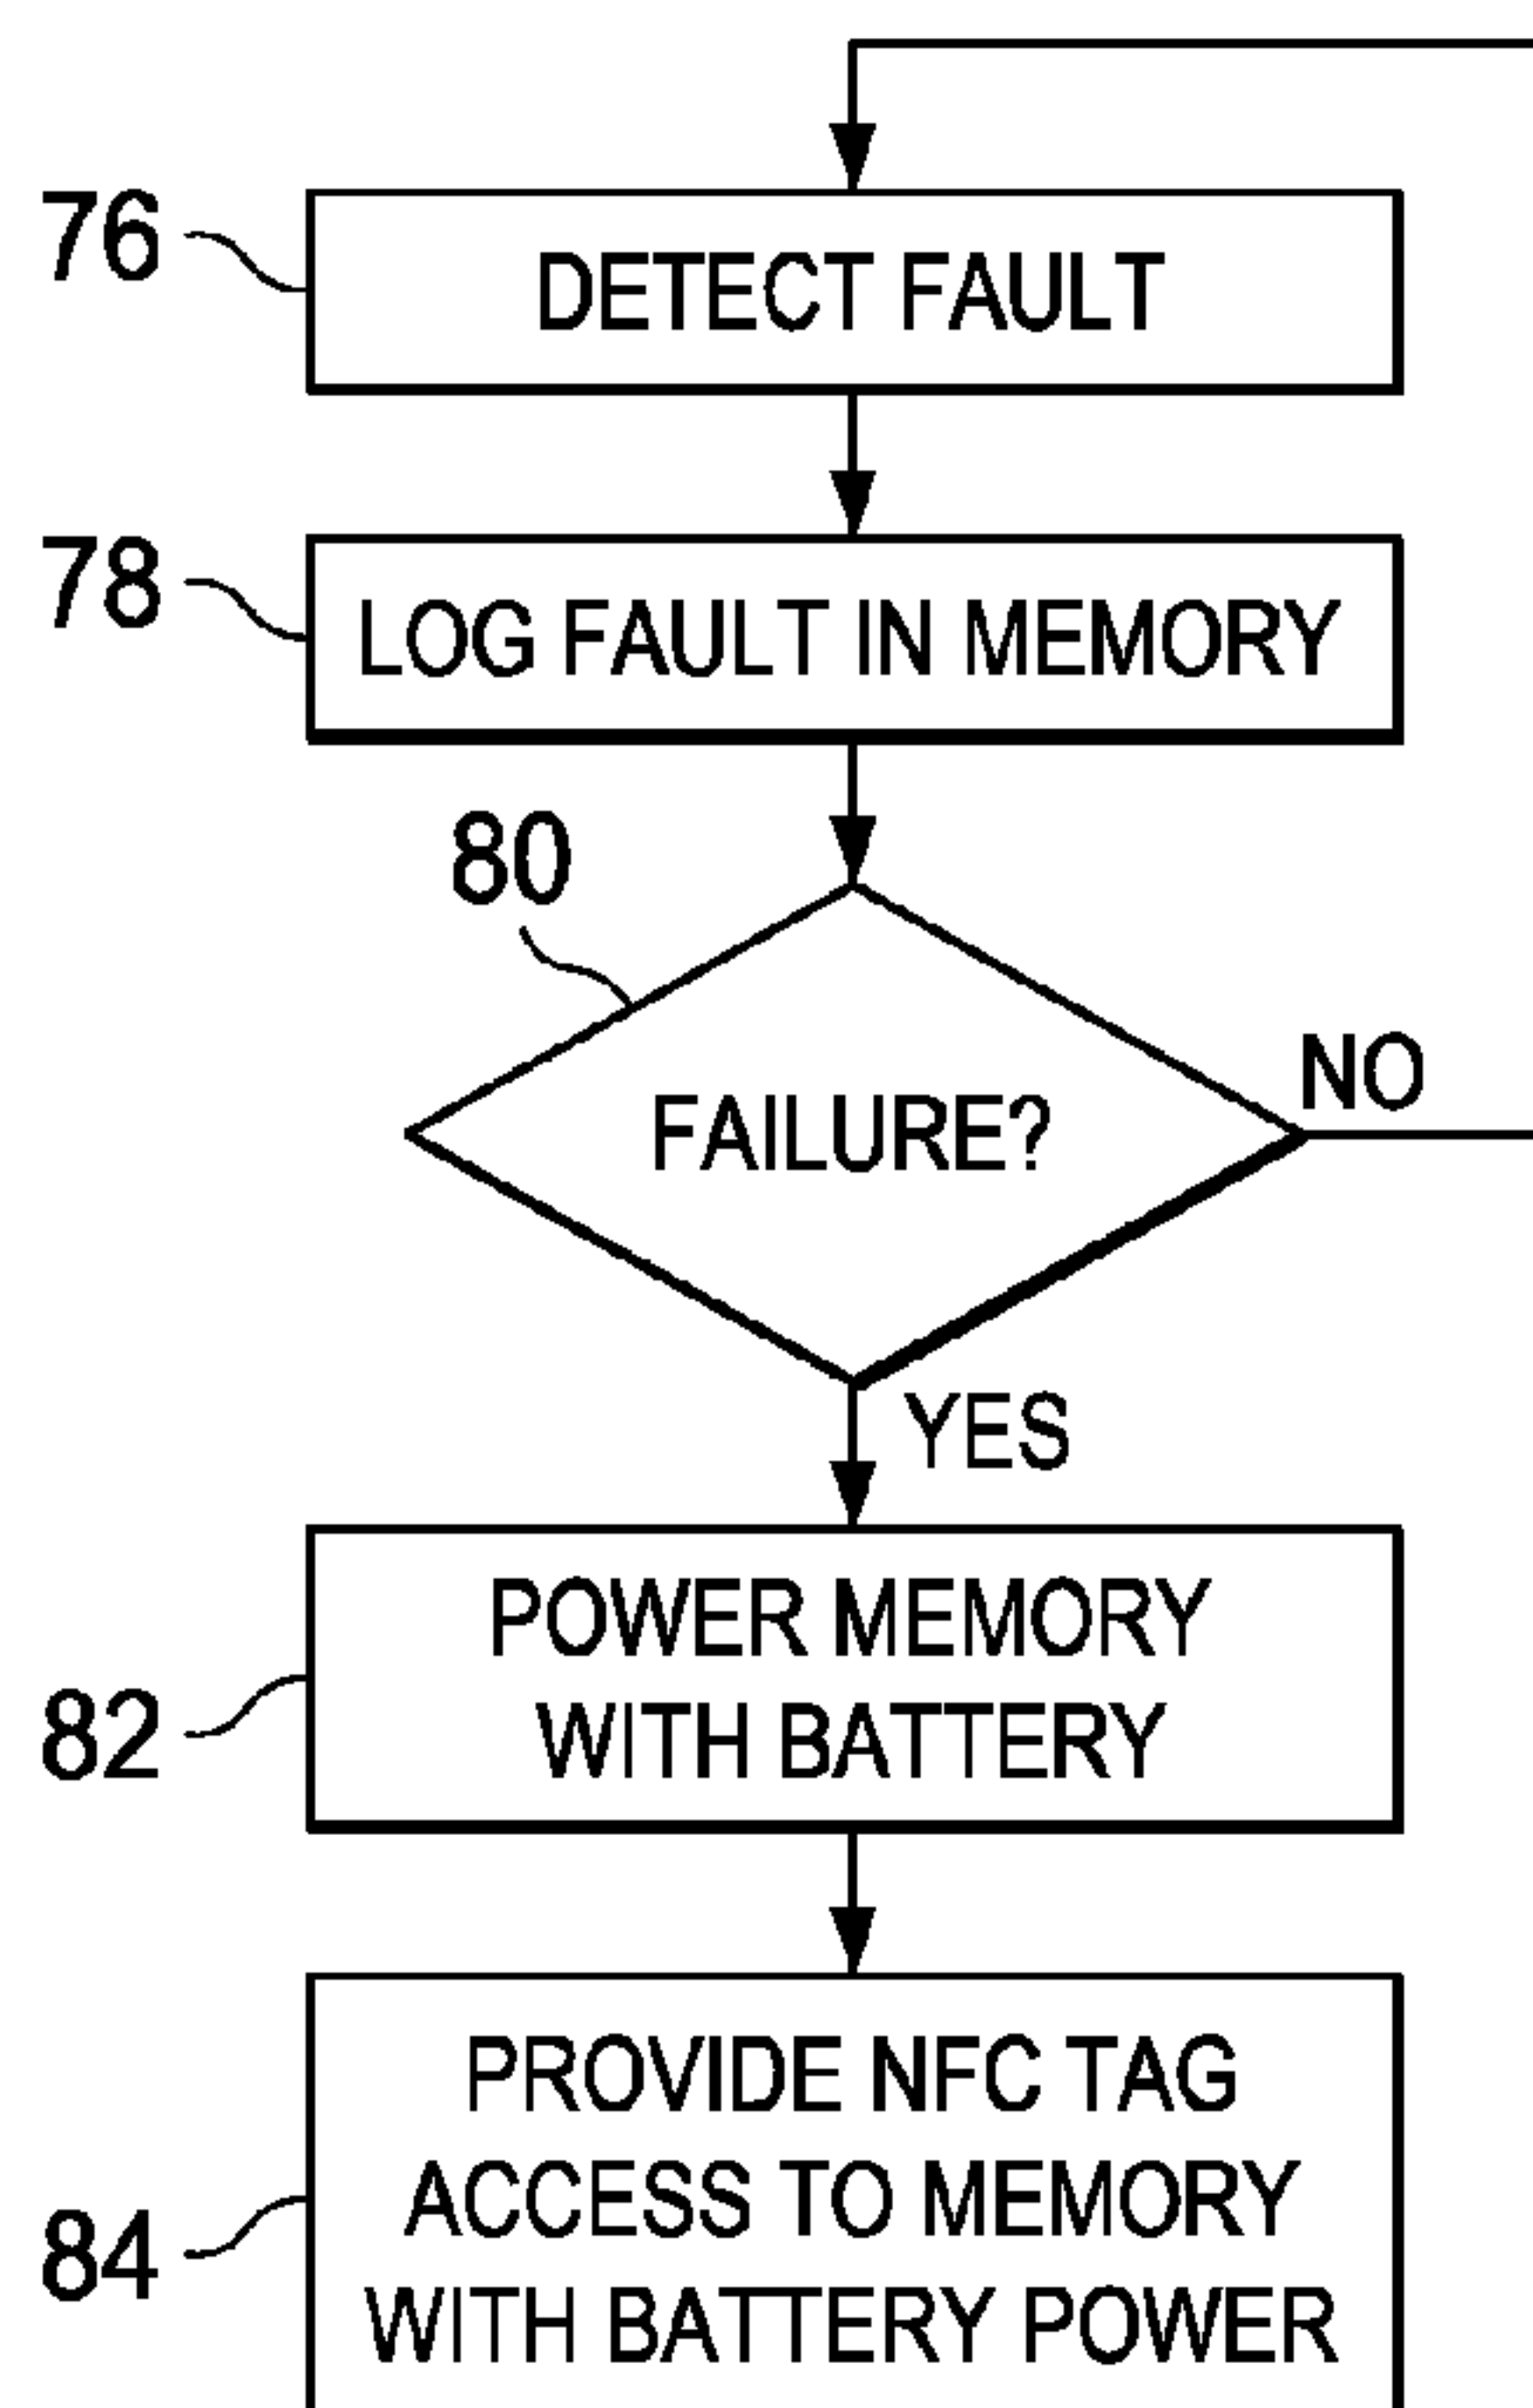 76
DETECT FAULT
78
LOG FAULT IN MEMORY
80
FAILURE?
NO
YES
82
POWER MEMORY
WITH BATTERY
84
PROVIDE NFC TAG
ACCESS TO MEMORY
WITH BATTERY POWER